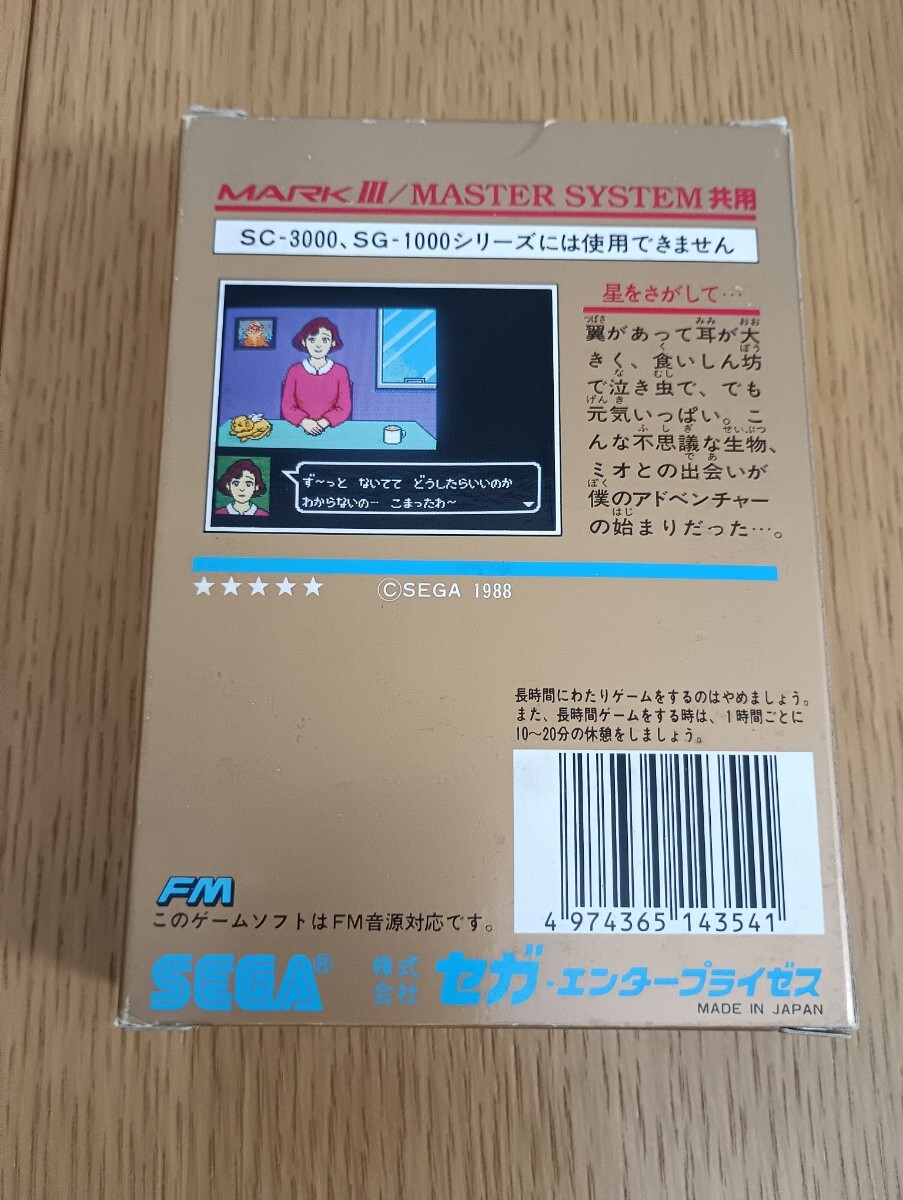 MARK III/MASTER SYSTEM共用
SC-3000、SG-1000シリーズには使用できません
ず〜っと ないてて どうしたらいいのか
わからないの… こまったわ〜
星をさがして…
翼があって耳が大
きく、食いしん坊
で泣き虫で、でも
元気いっぱい。こ
んな不思議な生物、
ミオとの出会いが
僕のアドベンチャー
の始まりだった…。
★★★★★ ©SEGA 1988
長時間にわたりゲームをするのはやめましょう。
また、長時間ゲームをする時は、1時間ごとに
10〜20分の休憩をしましょう。
4 974365 143541
FM
このゲームソフトはFM音源対応です。
SEGA® 株式会社 セガ・エンタープライゼス
MADE IN JAPAN